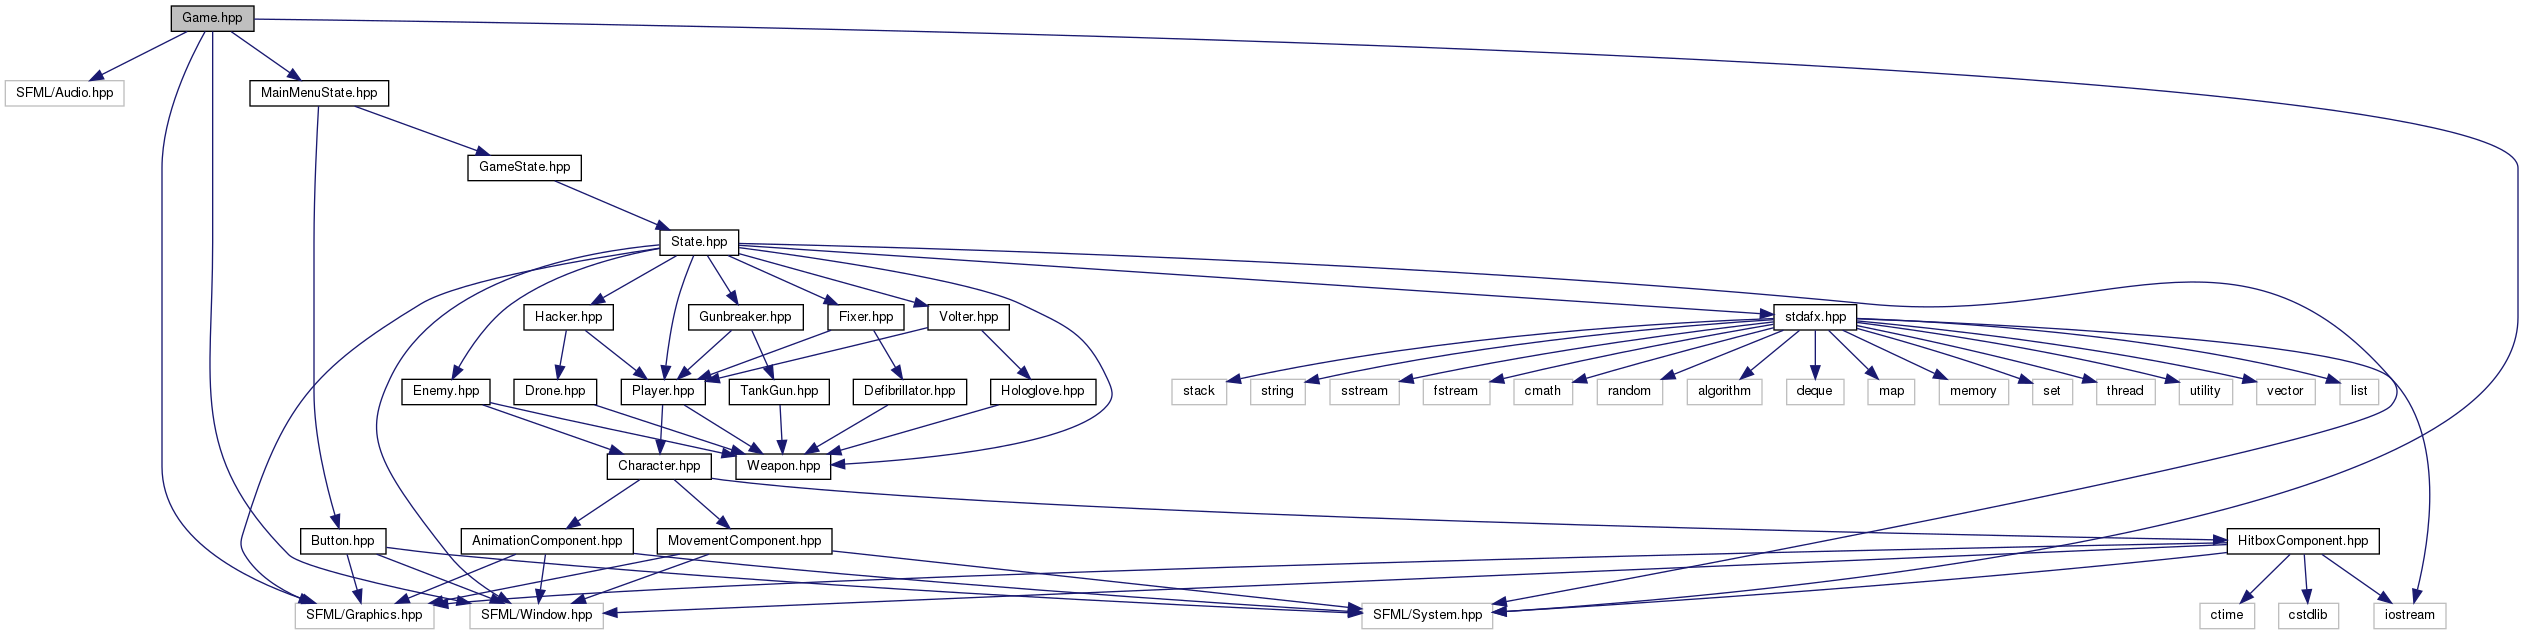 Game.hpp
SFML/Audio.hpp
MainMenuState.hpp
GameState.hpp
State.hpp
Hacker.hpp
Gunbreaker.hpp
Fixer.hpp
Volter.hpp
stdafx.hpp
Enemy.hpp
Drone.hpp
Player.hpp
TankGun.hpp
Defibrillator.hpp
Hologlove.hpp
stack
string
sstream
fstream
cmath
random
algorithm
deque
map
memory
set
thread
utility
vector
list
Character.hpp
Weapon.hpp
Button.hpp
AnimationComponent.hpp
MovementComponent.hpp
HitboxComponent.hpp
SFML/Graphics.hpp
SFML/Window.hpp
SFML/System.hpp
ctime
cstdlib
iostream